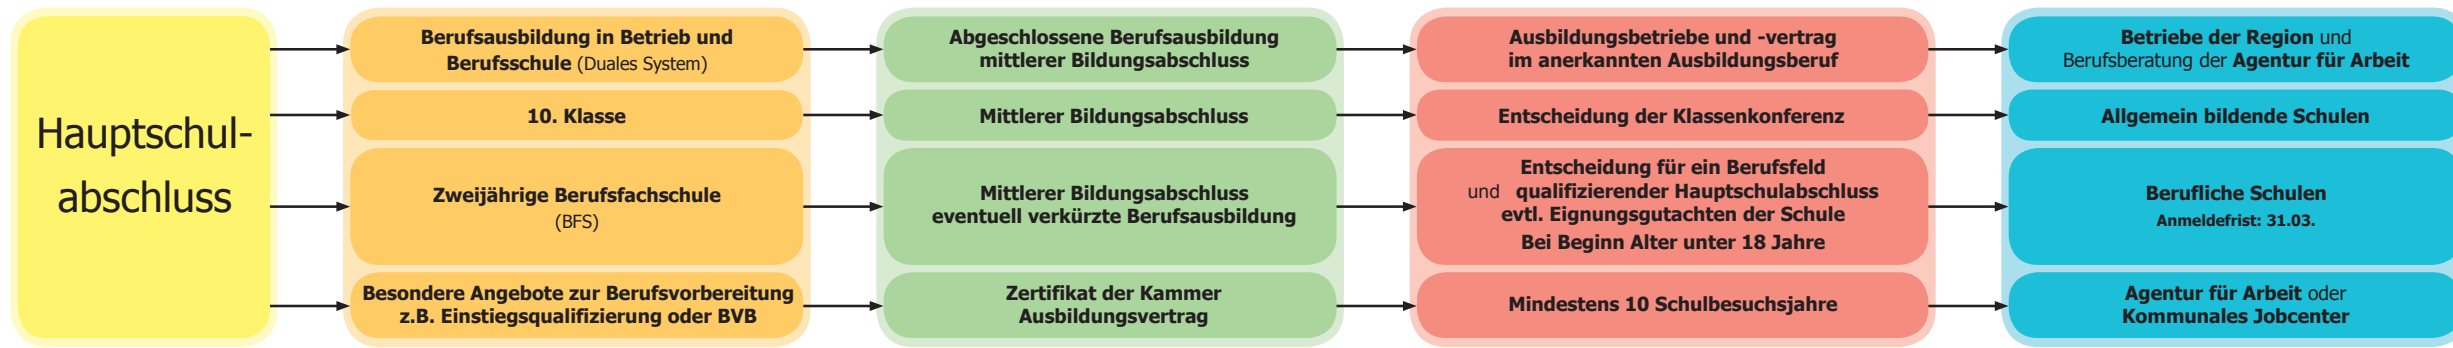 Hauptschul-
abschluss
Berufsausbildung in Betrieb und
Berufsschule (Duales System)
Abgeschlossene Berufsausbildung
mittlerer Bildungsabschluss
Ausbildungsbetriebe und -vertrag
im anerkannten Ausbildungsberuf
Betriebe der Region und
Berufsberatung der Agentur für Arbeit
10. Klasse
Mittlerer Bildungsabschluss
Entscheidung der Klassenkonferenz
Allgemein bildende Schulen
Zweijährige Berufsfachschule
(BFS)
Mittlerer Bildungsabschluss
eventuell verkürzte Berufsausbildung
Entscheidung für ein Berufsfeld
und qualifizierender Hauptschulabschluss
evtl. Eignungsgutachten der Schule
Bei Beginn Alter unter 18 Jahre
Berufliche Schulen
Anmeldefrist: 31.03.
Besondere Angebote zur Berufsvorbereitung
z.B. Einstiegsqualifizierung oder BVB
Zertifikat der Kammer
Ausbildungsvertrag
Mindestens 10 Schulbesuchsjahre
Agentur für Arbeit oder
Kommunales Jobcenter